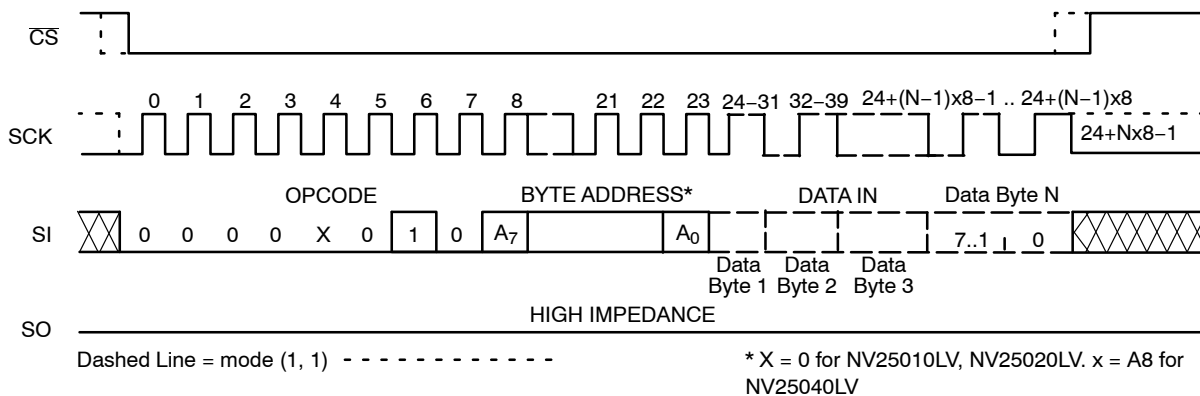 CS
0 1 2 3 4 5 6 7 8 21 22 23 24–31 32–39 24+(N–1)x8–1 .. 24+(N–1)x8
SCK
24+Nx8–1
OPCODE BYTE ADDRESS* DATA IN Data Byte N
SI 0 0 0 0 X 0 1 0 A7 A0 7..1 0
Data Byte 1
Data Byte 2
Data Byte 3
HIGH IMPEDANCE
SO
Dashed Line = mode (1, 1)
* X = 0 for NV25010LV, NV25020LV. x = A8 for
NV25040LV